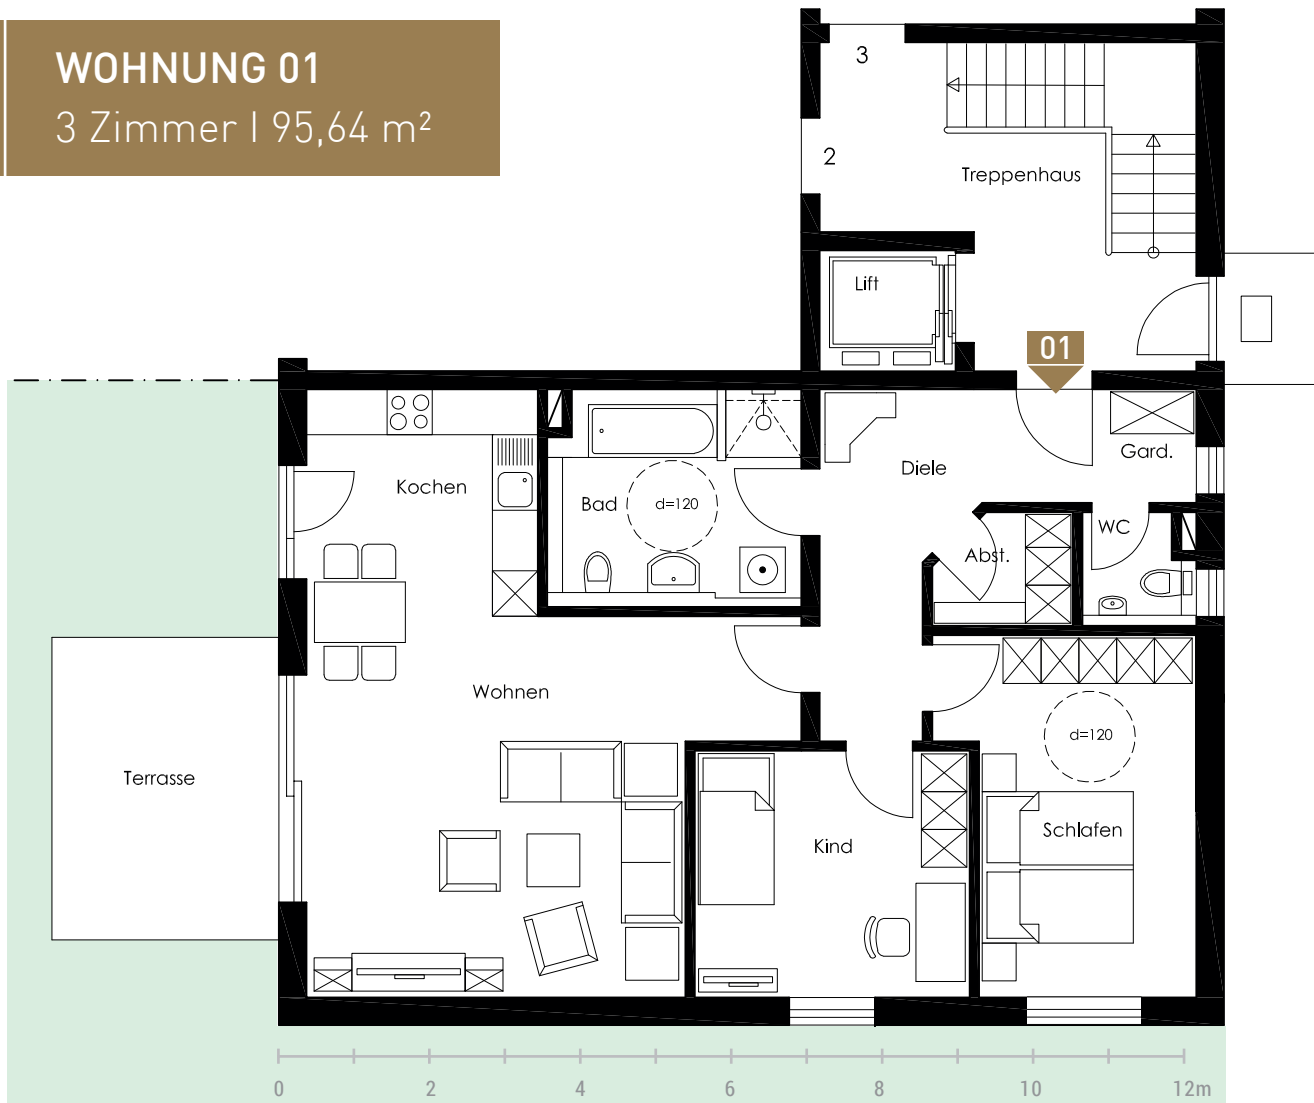 WOHNUNG 01
3 Zimmer | 95,64 m²
3
2
Treppenhaus
Lift
01
Gard.
Diele
Kochen
Bad
d=120
WC
Abst.
Wohnen
d=120
Terrasse
Schlafen
Kind
0 2 4 6 8 10 12m